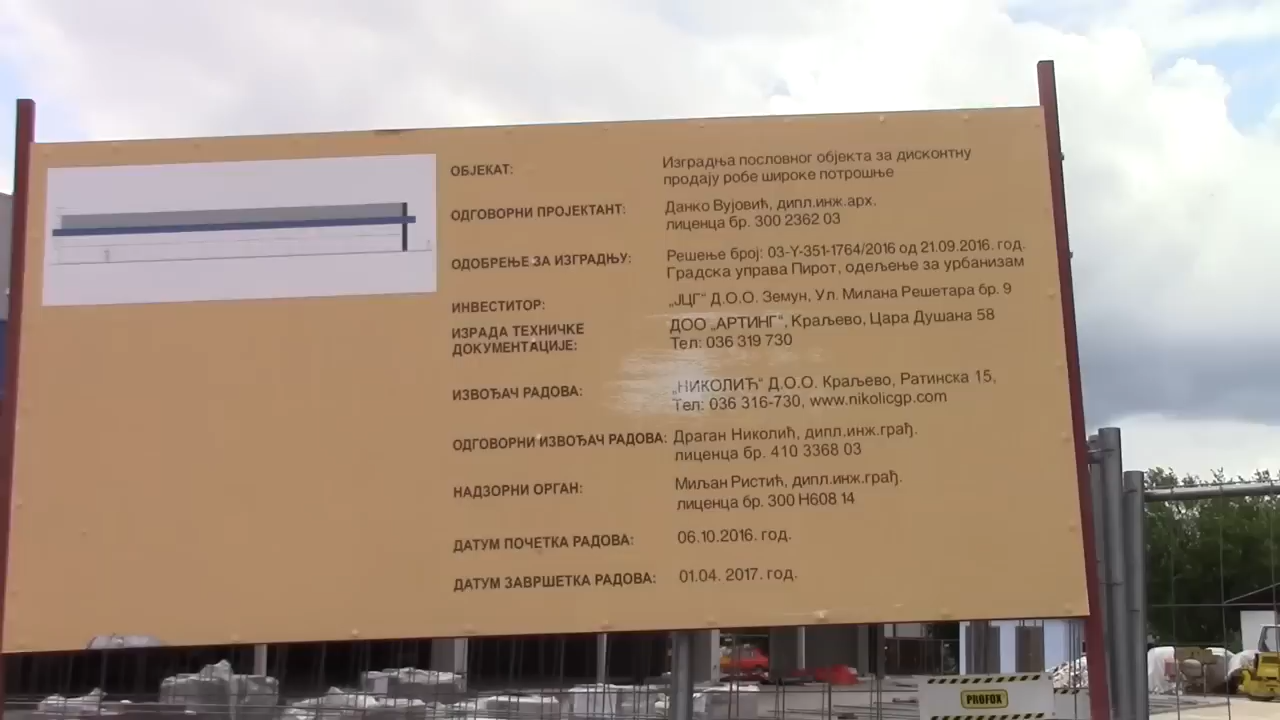 ОБЈЕКАТ: Изградња пословног објекта за дисконтну
продају робе широке потрошње
ОДГОВОРНИ ПРОЈЕКТАНТ: Данко Вујовић, дипл.инж.арх.
лиценца бр. 300 2362 03
ОДОБРЕЊЕ ЗА ИЗГРАДЊУ: Решење број: 03-Y-351-1764/2016 од 21.09.2016. год.
Градска управа Пирот, одељење за урбанизам
ИНВЕСТИТОР: „ЈЦГ“ Д.О.О. Земун, Ул. Милана Решетара бр. 9
ИЗРАДА ТЕХНИЧКЕ ДОО „АРТИНГ“, Краљево, Цара Душана 58
ДОКУМЕНТАЦИЈЕ: Тел: 036 319 730
ИЗВОЂАЧ РАДОВА: „НИКОЛИЋ“ Д.О.О. Краљево, Ратинска 15,
Тел: 036 316-730, www.nikolicgp.com
ОДГОВОРНИ ИЗВОЂАЧ РАДОВА: Драган Николић, дипл.инж.грађ.
лиценца бр. 410 3368 03
НАДЗОРНИ ОРГАН: Миљан Ристић, дипл.инж.грађ.
лиценца бр. 300 Н608 14
ДАТУМ ПОЧЕТКА РАДОВА: 06.10.2016. год.
ДАТУМ ЗАВРШЕТКА РАДОВА: 01.04. 2017. год.
PROFOX